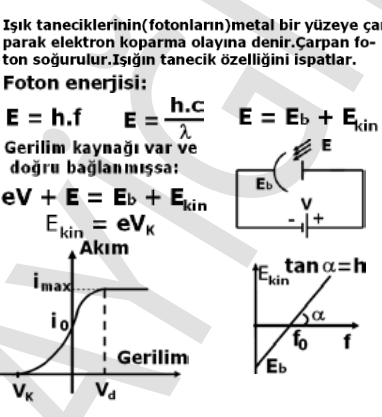 Işık taneciklerinin(fotonların)metal bir yüzeye çar
parak elektron koparma olayına denir.Çarpan fo-
ton soğurulur.Işığın tanecik özelliğini ispatlar.
Foton enerjisi:
E = h.f
E = h.c / λ
E = Eb + Ekin
Gerilim kaynağı var ve
doğru bağlanmışsa:
eV + E = Eb + Ekin
Ekin = eVK
E
Eb
V
- +
Akım
imax
i0
Gerilim
VK
Vd
Ekin
tan α=h
α
f0
f
Eb